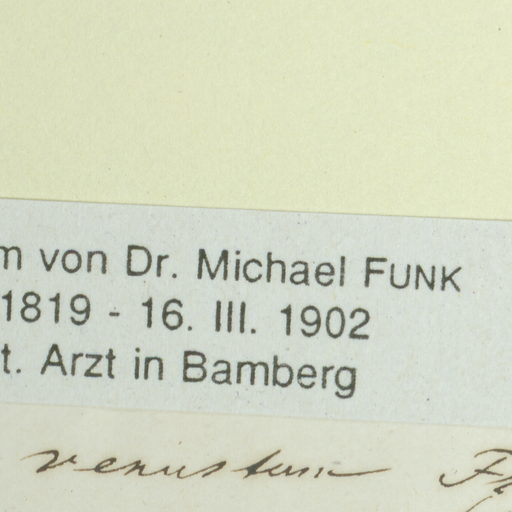 m von Dr. Michael FUNK
1819 - 16. III. 1902
t. Arzt in Bamberg
venustum